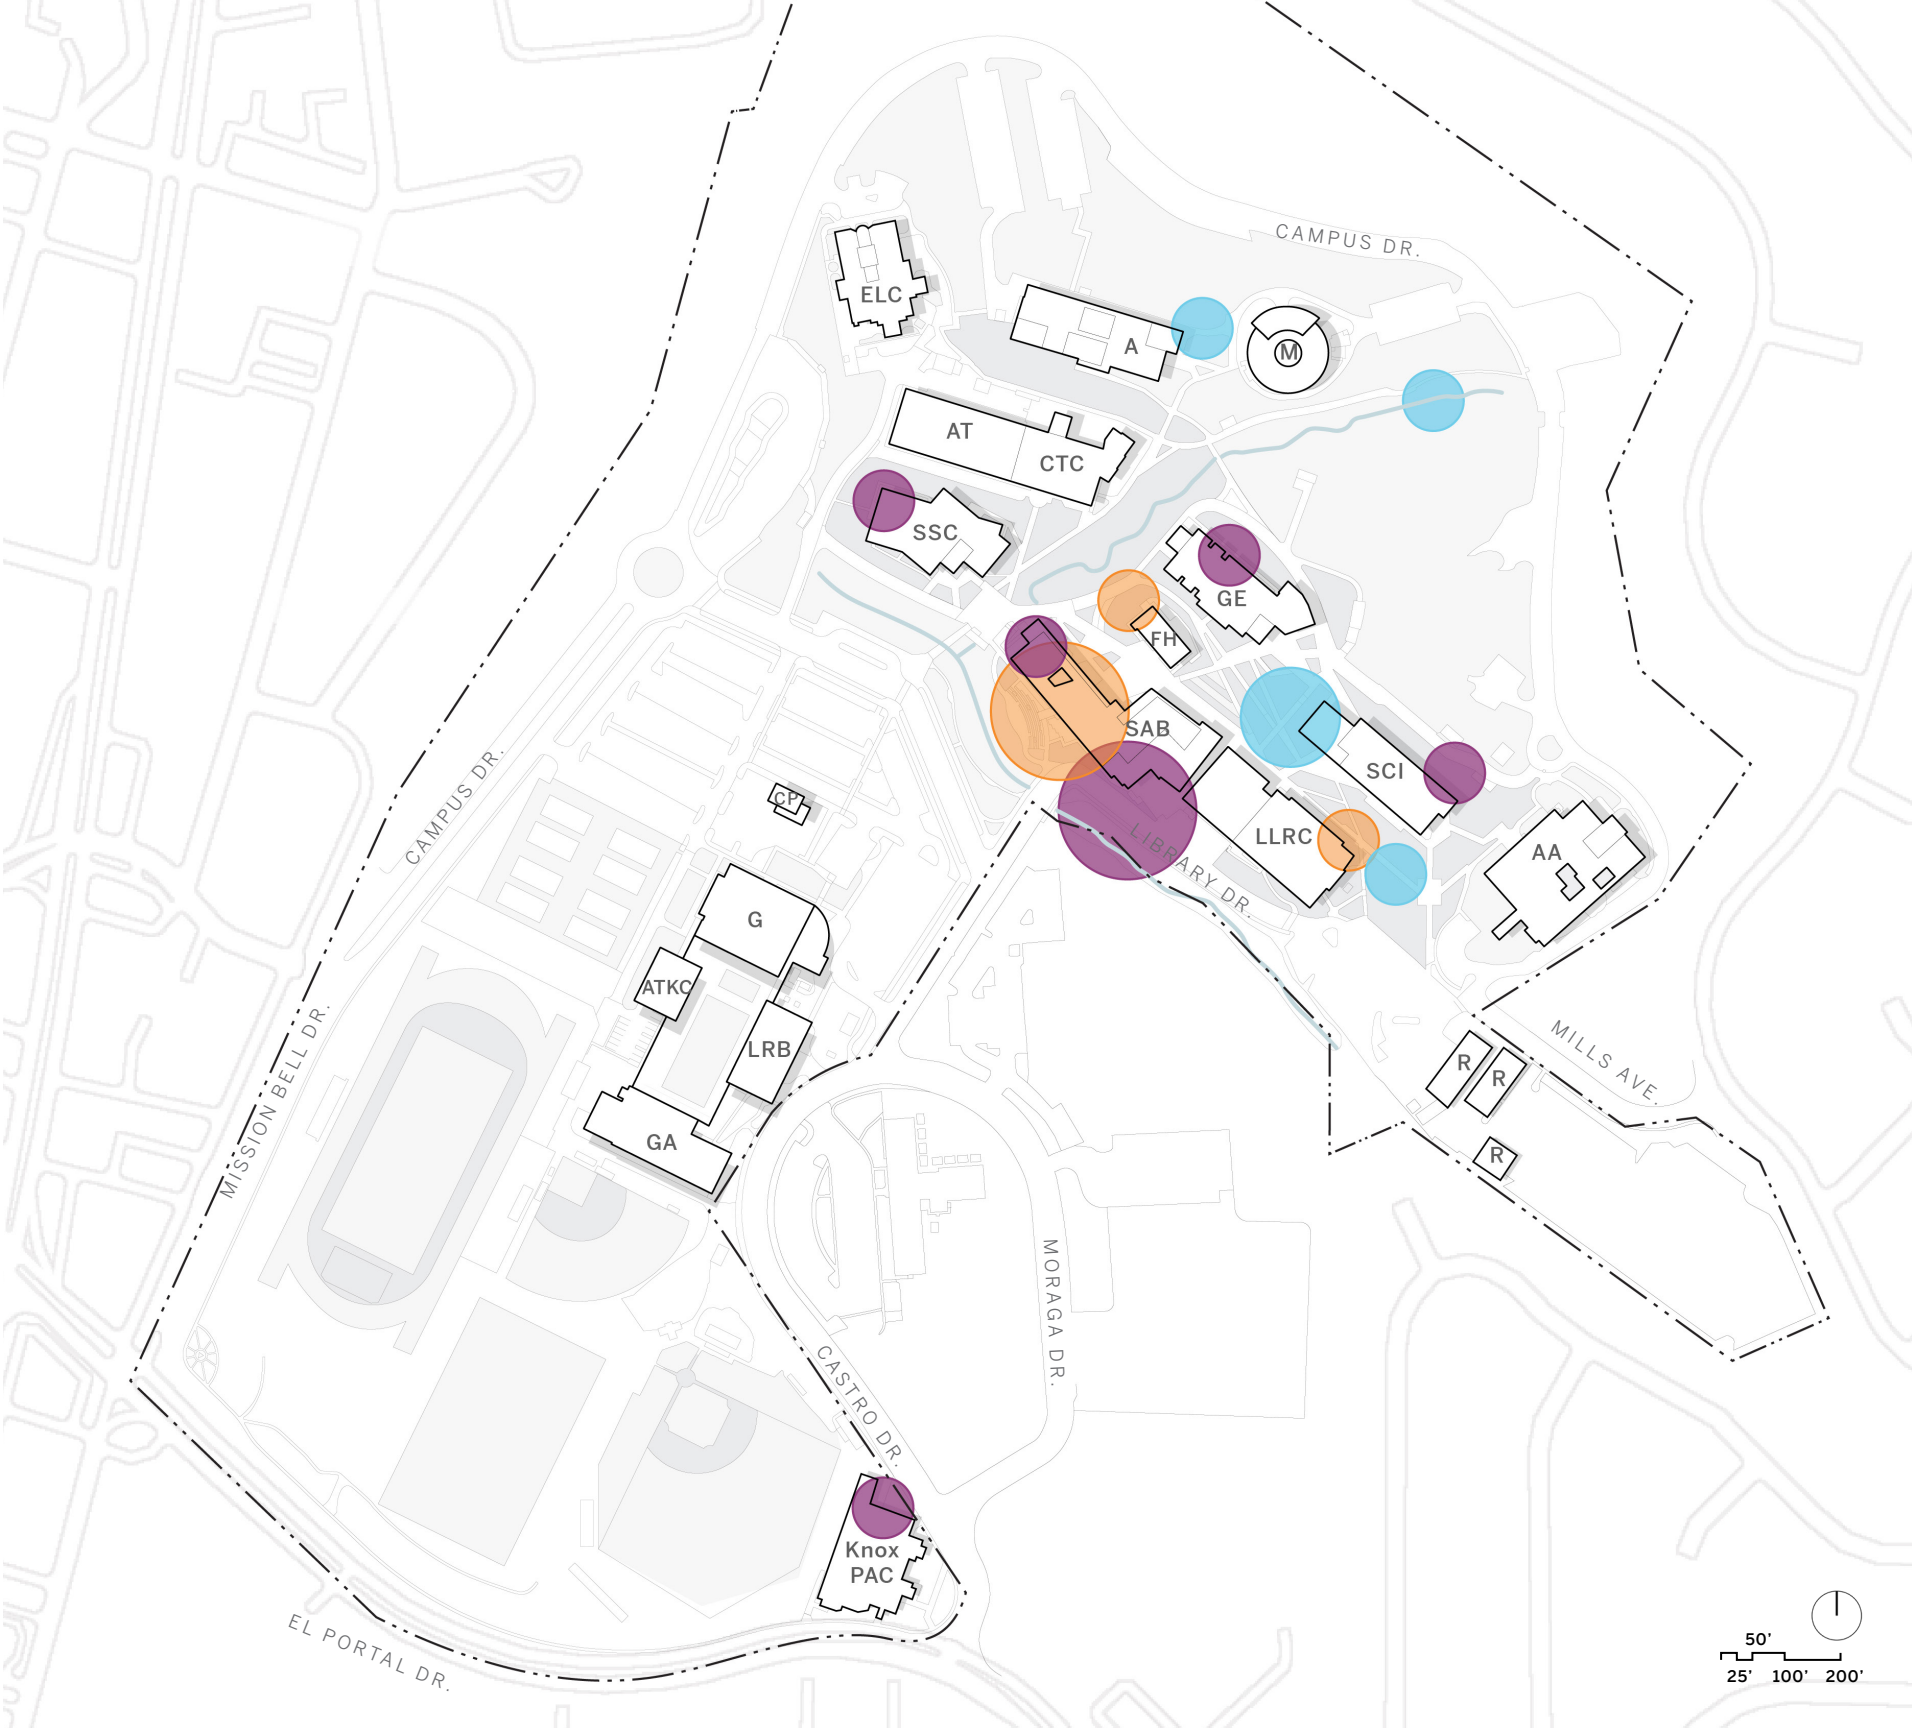 CAMPUS DR.
ELC
A
M
AT
CTC
SSC
GE
FH
SAB
SCI
CAMPUS DR.
CP
LIBRARY DR.
LLRC
AA
G
ATKC
LRB
MISSION BELL DR.
MILLS AVE.
R
R
R
GA
MORAGA DR.
CASTRO DR.
Knox
PAC
EL PORTAL DR.
50'
25' 100' 200'